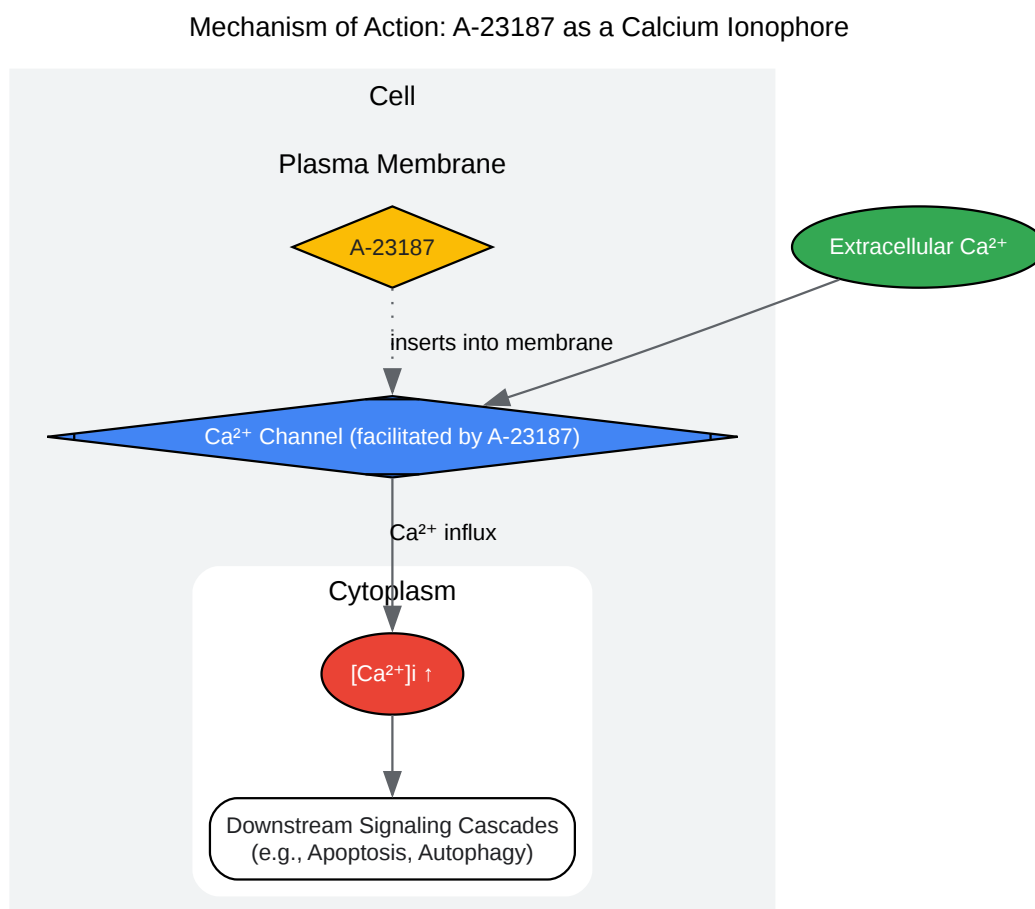 Mechanism of Action: A-23187 as a Calcium Ionophore
Cell
Plasma Membrane
A-23187
Extracellular Ca²⁺
inserts into membrane
Ca²⁺ Channel (facilitated by A-23187)
Ca²⁺ influx
Cytoplasm
[Ca²⁺]i ↑
Downstream Signaling Cascades
(e.g., Apoptosis, Autophagy)